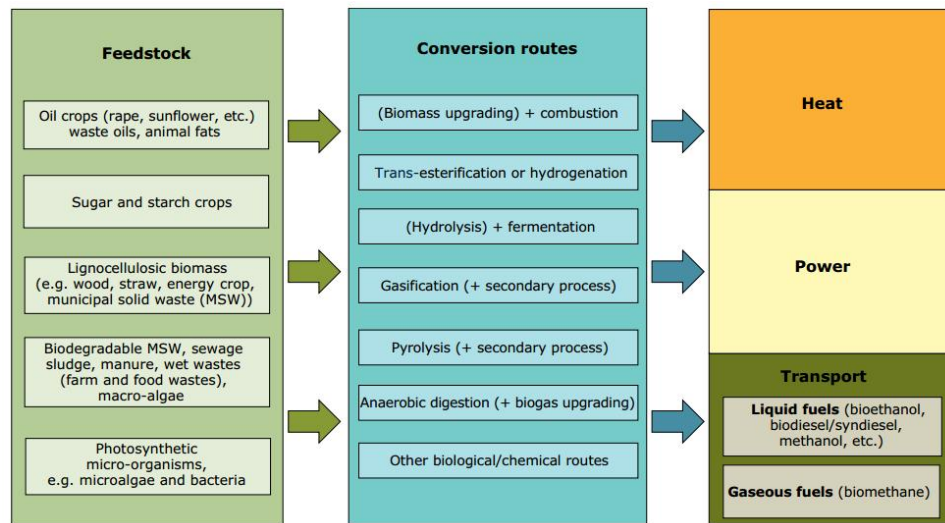 Feedstock
Oil crops (rape, sunflower, etc.)
waste oils, animal fats
Sugar and starch crops
Lignocellulosic biomass
(e.g. wood, straw, energy crop,
municipal solid waste (MSW))
Biodegradable MSW, sewage
sludge, manure, wet wastes
(farm and food wastes),
macro-algae
Photosynthetic
micro-organisms,
e.g. microalgae and bacteria
Conversion routes
(Biomass upgrading) + combustion
Trans-esterification or hydrogenation
(Hydrolysis) + fermentation
Gasification (+ secondary process)
Pyrolysis (+ secondary process)
Anaerobic digestion (+ biogas upgrading)
Other biological/chemical routes
Heat
Power
Transport
Liquid fuels (bioethanol,
biodiesel/syndiesel,
methanol, etc.)
Gaseous fuels (biomethane)